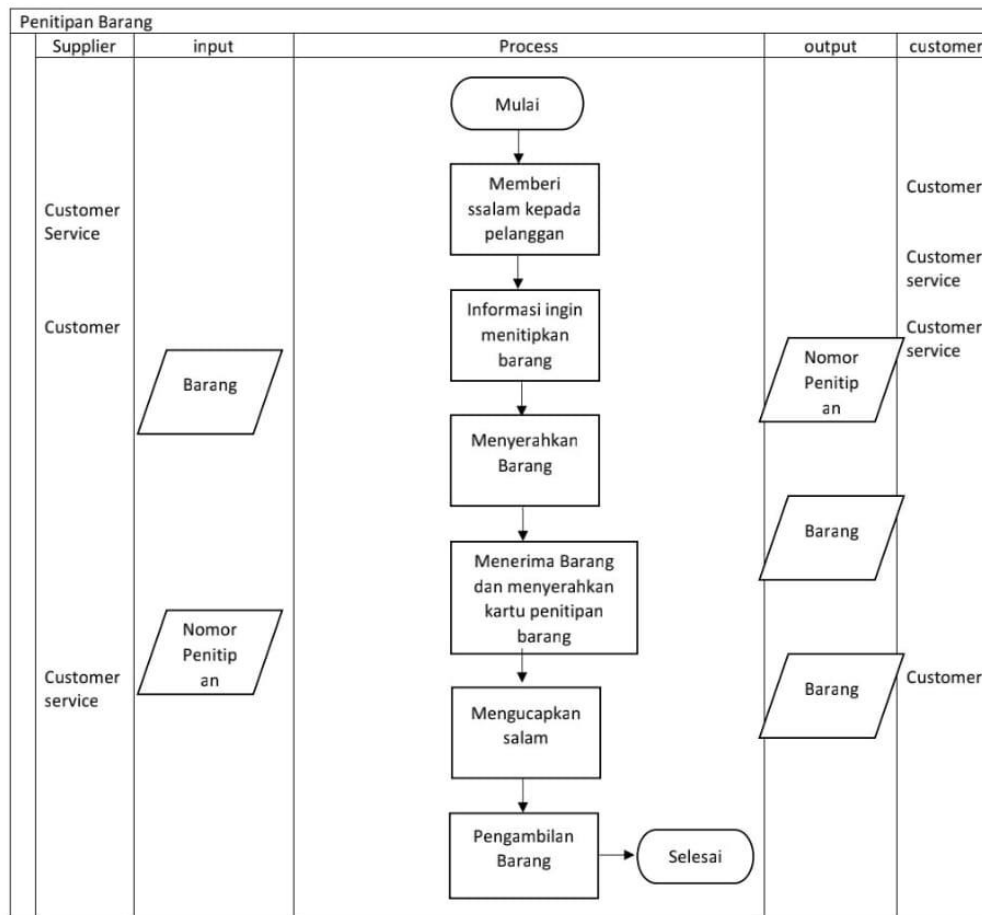 Penitipan Barang
Supplier
input
Process
output
customer
Mulai
Memberi
ssalam kepada
pelanggan
Customer
Service
Customer
Customer
service
Informasi ingin
menitipkan
barang
Customer
Customer
service
Barang
Nomor
Penitip
an
Menyerahkan
Barang
Barang
Menerima Barang
dan menyerahkan
kartu penitipan
barang
Nomor
Penitip
an
Customer
service
Mengucapkan
salam
Barang
Customer
Pengambilan
Barang
Selesai